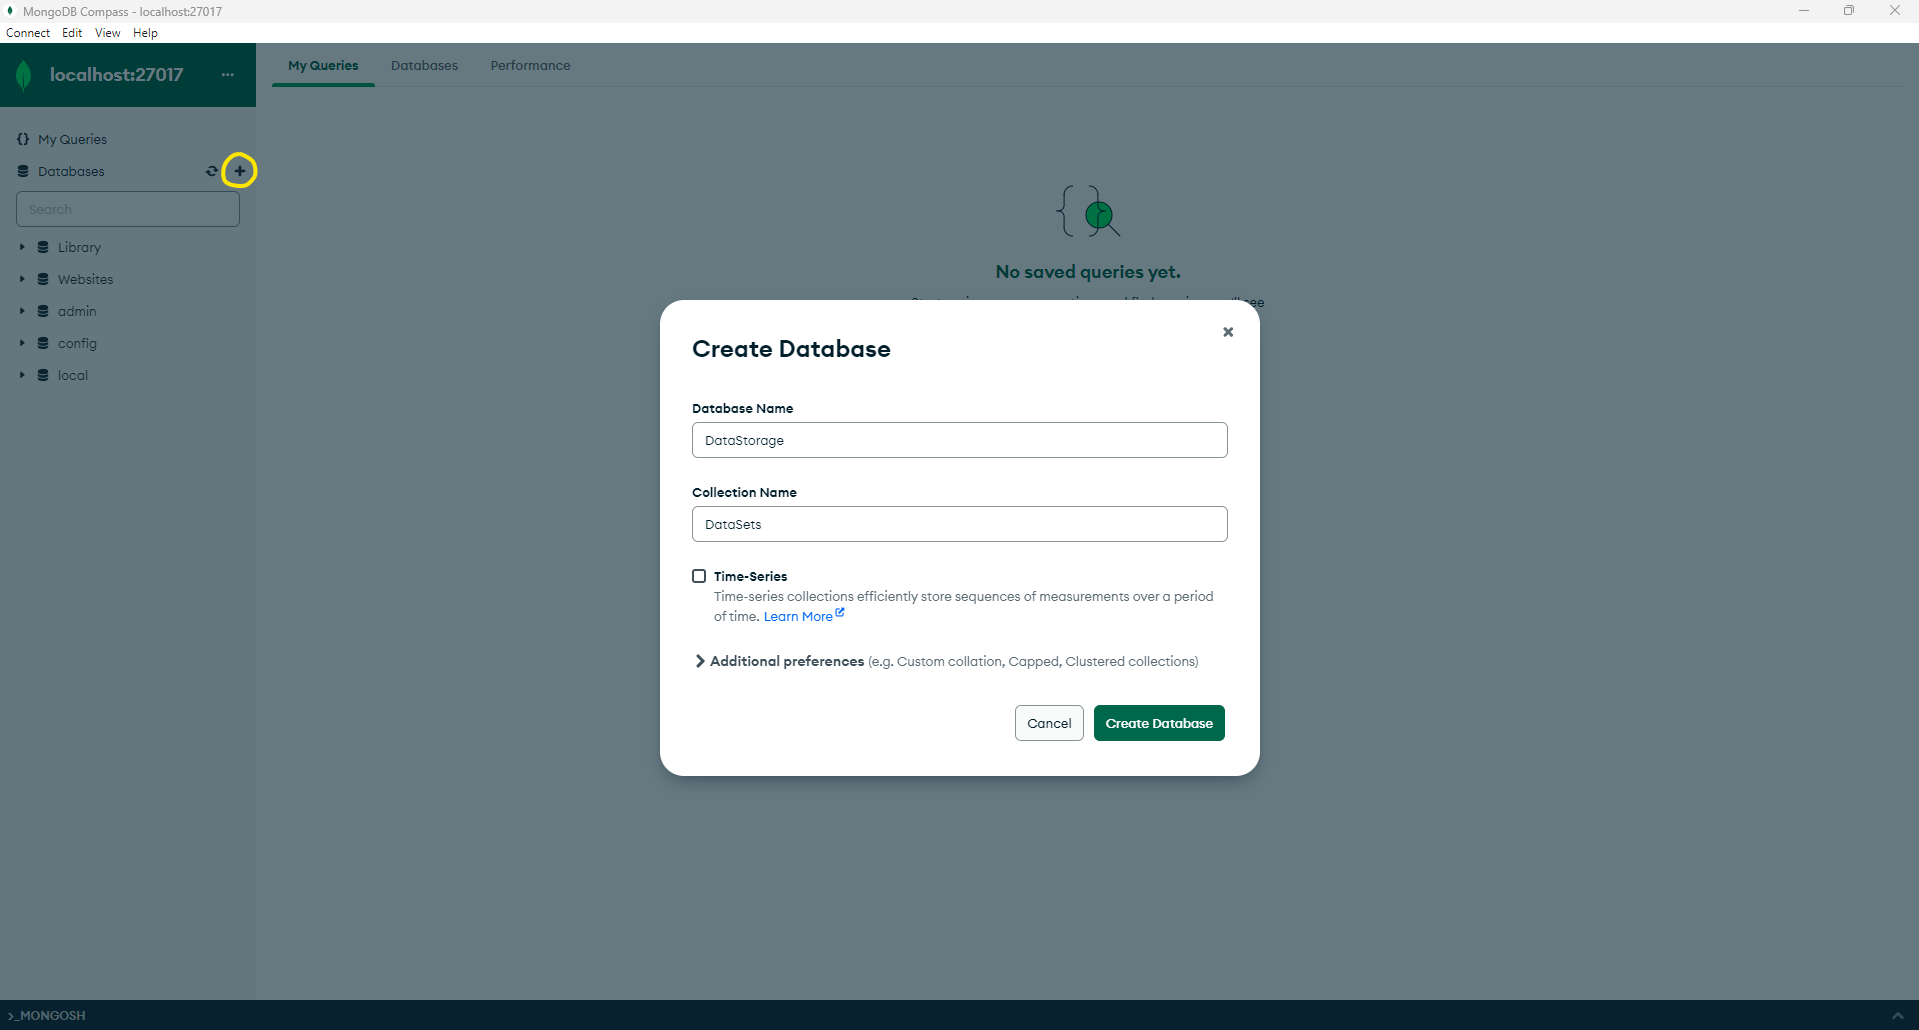 MongoDB Compass - localhost:27017
Connect Edit View Help
localhost:27017 ...
My Queries Databases Performance
{} My Queries
Databases
Search
Library
Websites
admin
config
local
No saved queries yet.
see
Create Database
Database Name
DataStorage
Collection Name
DataSets
Time-Series
Time-series collections efficiently store sequences of measurements over a period
of time. Learn More
Additional preferences (e.g. Custom collation, Capped, Clustered collections)
Cancel Create Database
>_MONGOSH